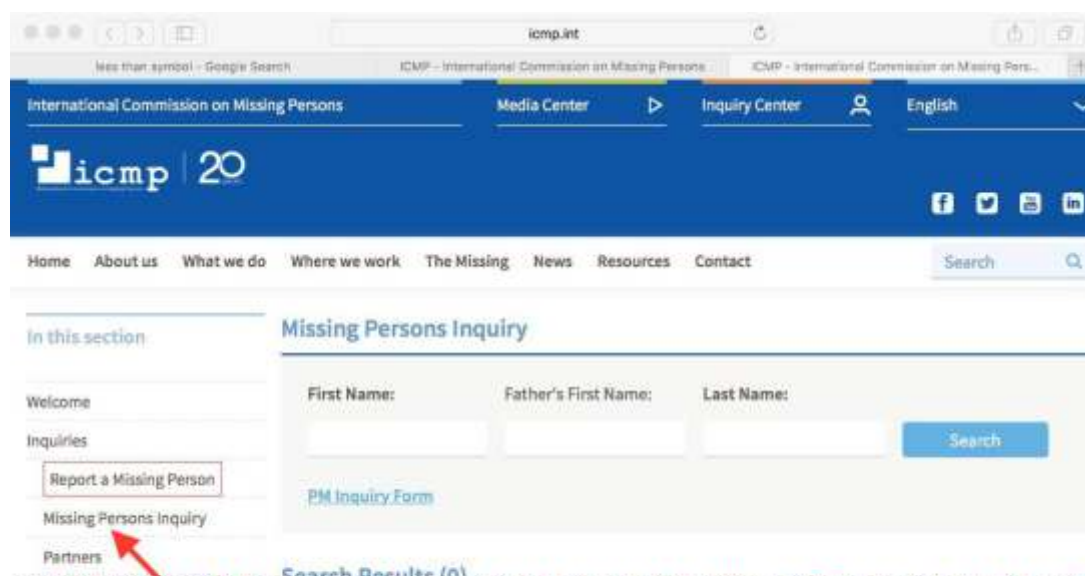 icmp.int
less than symbol - Google Search
ICMP - International Commission on Missing Persons
ICMP - International Commission on Missing Pers...
International Commission on Missing Persons
Media Center
Inquiry Center
English
icmp 20
Home About us What we do Where we work The Missing News Resources Contact
Search
In this section
Missing Persons Inquiry
Welcome
First Name: Father's First Name: Last Name:
Inquiries
Search
Report a Missing Person
PM Inquiry Form
Missing Persons Inquiry
Partners
Search Results (0)